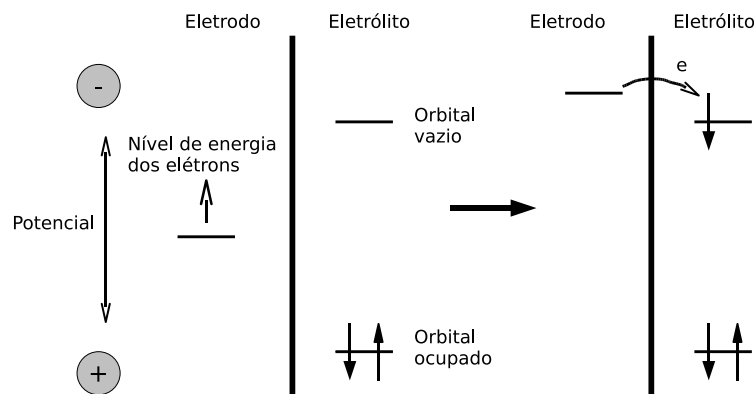 Eletrodo
Eletrólito
Eletrodo
Eletrólito
-
e
Orbital
vazio
Nível de energia
dos elétrons
Potencial
Orbital
ocupado
+